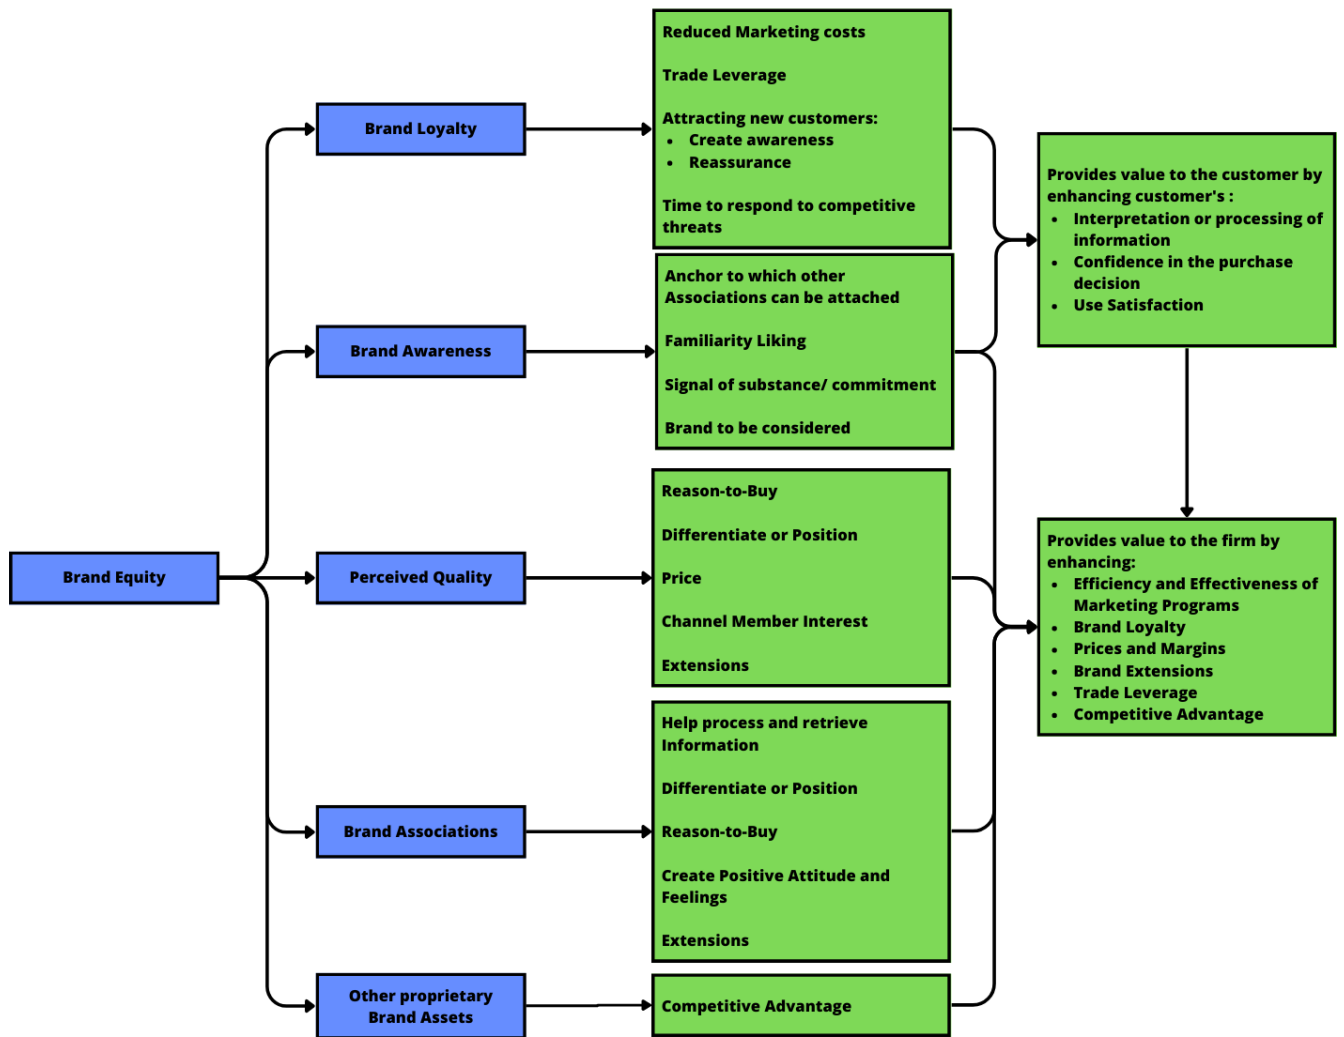 Brand Equity
Brand Loyalty
Brand Awareness
Perceived Quality
Brand Associations
Other proprietary
Brand Assets
Reduced Marketing costs
Trade Leverage
Attracting new customers:
• Create awareness
• Reassurance
Time to respond to competitive
threats
Anchor to which other
Associations can be attached
Familiarity Liking
Signal of substance/ commitment
Brand to be considered
Reason-to-Buy
Differentiate or Position
Price
Channel Member Interest
Extensions
Help process and retrieve
Information
Differentiate or Position
Reason-to-Buy
Create Positive Attitude and
Feelings
Extensions
Competitive Advantage
Provides value to the customer by
enhancing customer's :
• Interpretation or processing of
information
• Confidence in the purchase
decision
• Use Satisfaction
Provides value to the firm by
enhancing:
• Efficiency and Effectiveness of
Marketing Programs
• Brand Loyalty
• Prices and Margins
• Brand Extensions
• Trade Leverage
• Competitive Advantage